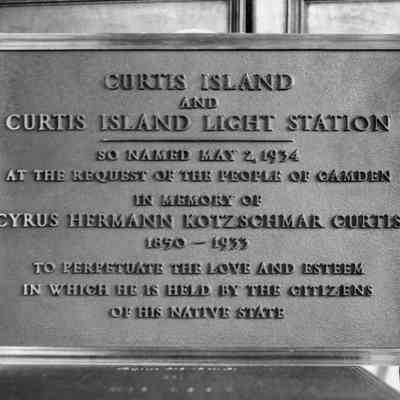 CURTIS ISLAND
AND
CURTIS ISLAND LIGHT STATION
SO NAMED MAY 2, 1934
AT THE REQUEST OF THE PEOPLE OF CAMDEN
IN MEMORY OF
CYRUS HERMANN KOTZSCHMAR CURTIS
1850 — 1933
TO PERPETUATE THE LOVE AND ESTEEM
IN WHICH HE IS HELD BY THE CITIZENS
OF HIS NATIVE STATE